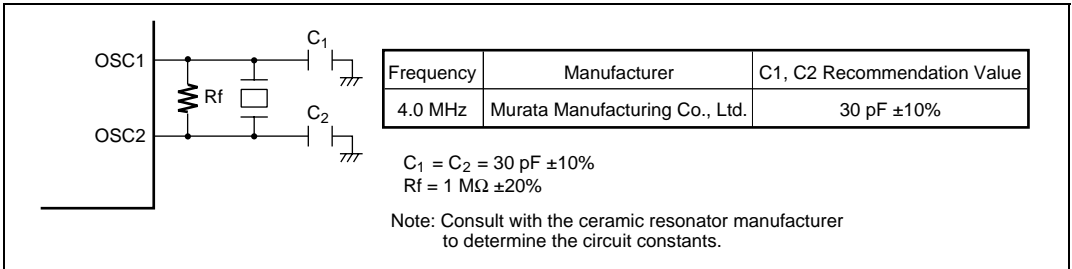 OSC1
OSC2
Rf
C₁
C₂
Frequency Manufacturer C1, C2 Recommendation Value
4.0 MHz Murata Manufacturing Co., Ltd. 30 pF ±10%
C₁ = C₂ = 30 pF ±10%
Rf = 1 MΩ ±20%
Note: Consult with the ceramic resonator manufacturer
to determine the circuit constants.